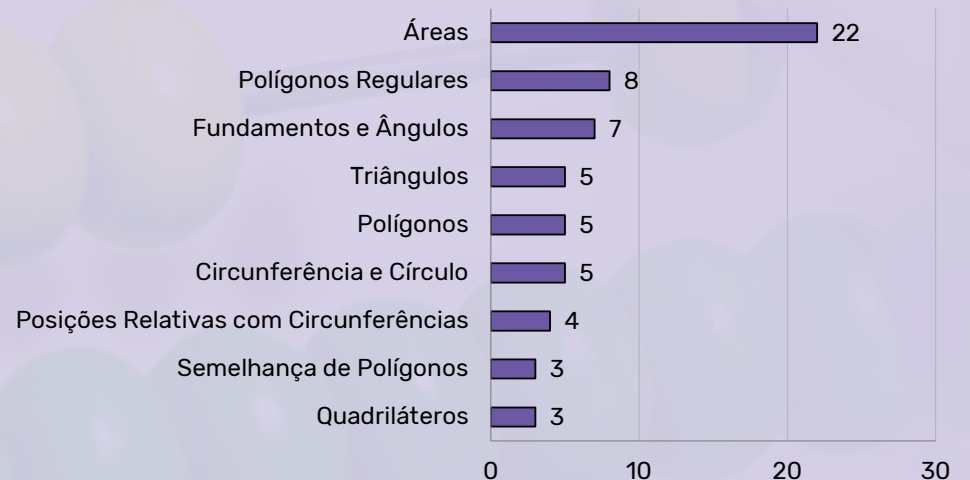 Áreas 22
Polígonos Regulares 8
Fundamentos e Ângulos 7
Triângulos 5
Polígonos 5
Circunferência e Círculo 5
Posições Relativas com Circunferências 4
Semelhança de Polígonos 3
Quadriláteros 3
0 10 20 30